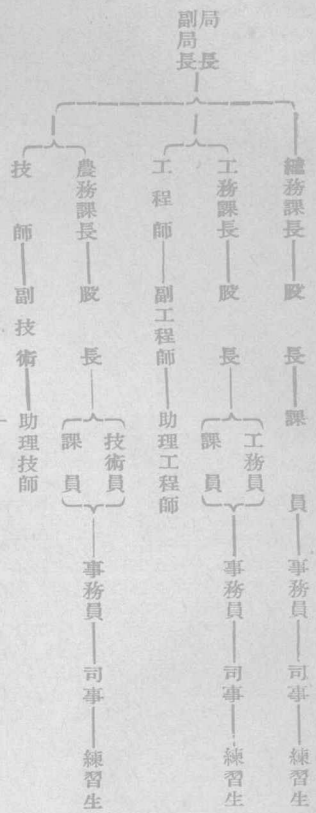 局長
副局長
總務課長 股長 課員 事務員 司事 練習生
工務課長 股長 工務員 課員 事務員 司事 練習生
工程師 副工程師 助理工程師
農務課長 股長 技術員 課員 事務員 司事 練習生
技師 副技術 助理技師